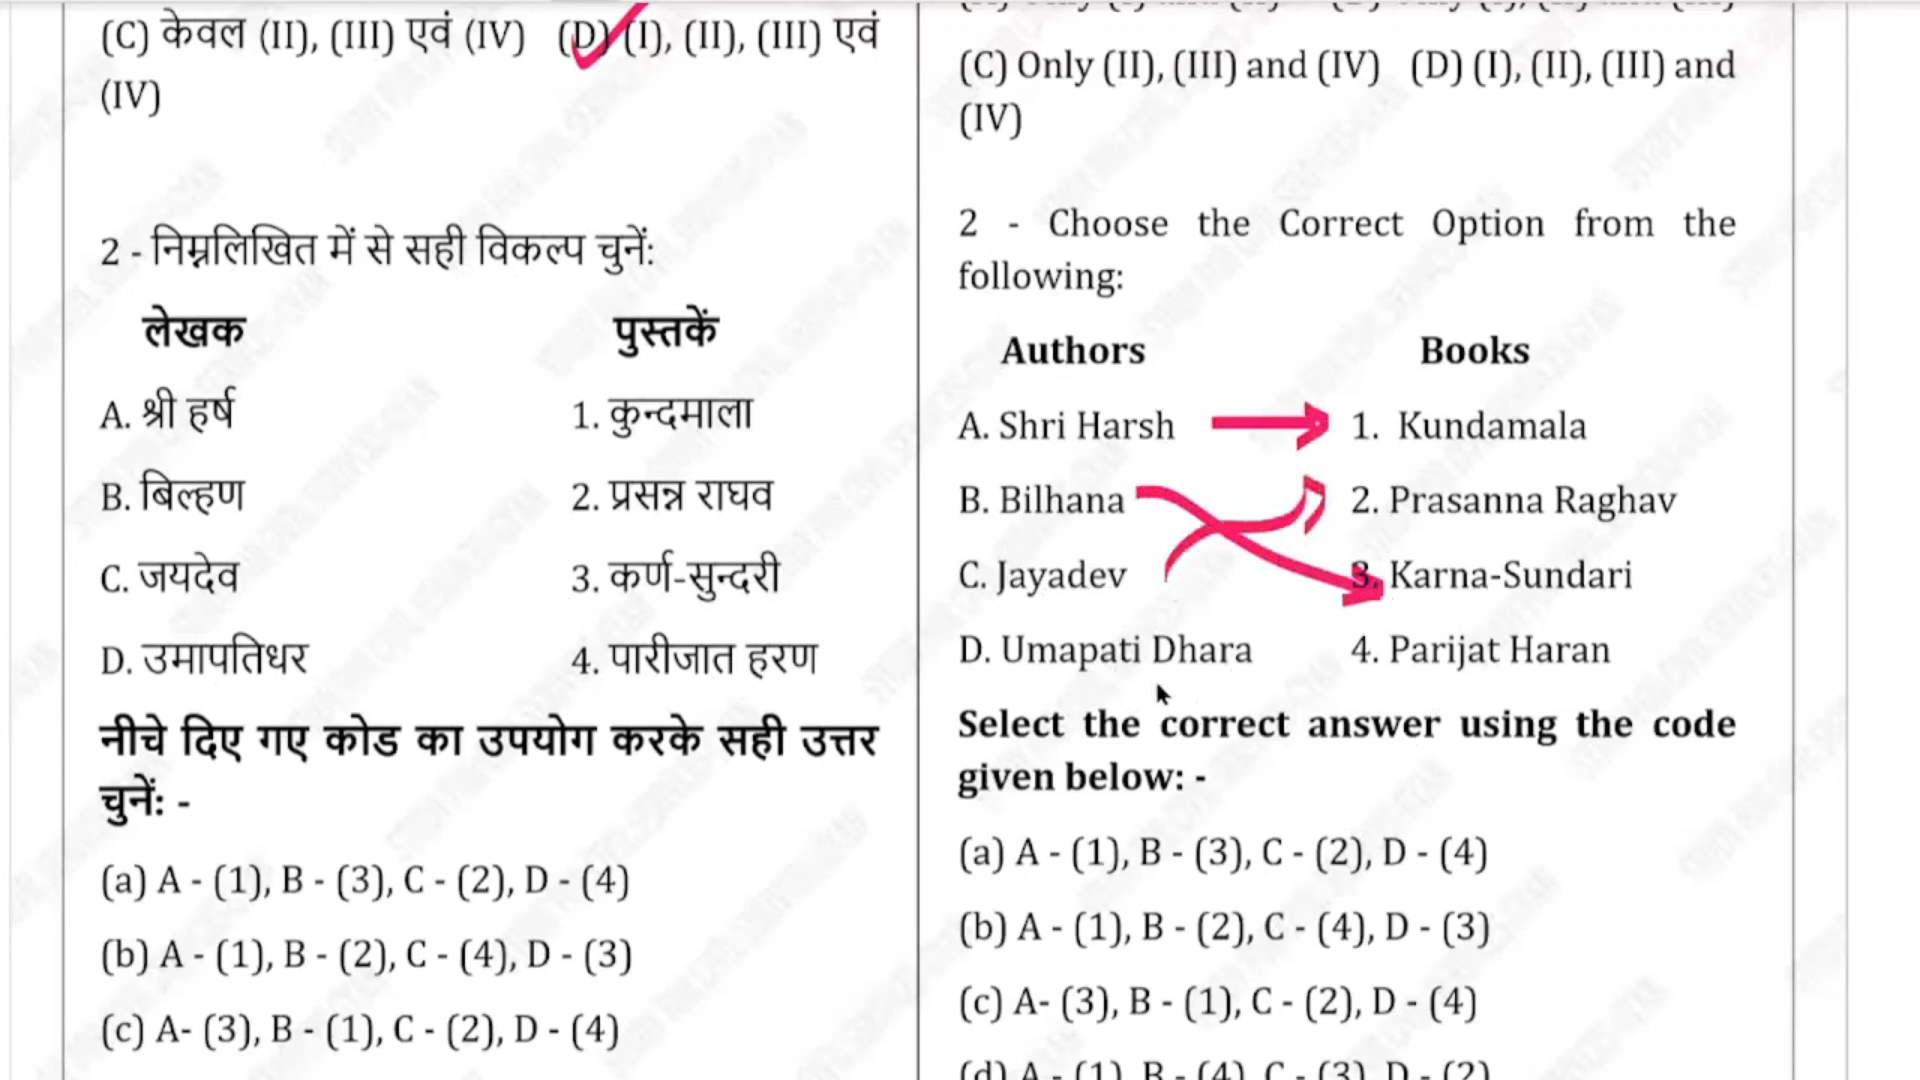 (C) केवल (II), (III) एवं (IV) (D) (I), (II), (III) एवं
(IV)
2 - निम्नलिखित में से सही विकल्प चुनें:
लेखक पुस्तकें
A. श्री हर्ष 1. कुन्दमाला
B. बिल्हण 2. प्रसन्न राघव
C. जयदेव 3. कर्ण-सुन्दरी
D. उमापतिधर 4. पारीजात हरण
नीचे दिए गए कोड का उपयोग करके सही उत्तर
चुनें: -
(a) A - (1), B - (3), C - (2), D - (4)
(b) A - (1), B - (2), C - (4), D - (3)
(c) A- (3), B - (1), C - (2), D - (4)
(C) Only (II), (III) and (IV) (D) (I), (II), (III) and
(IV)
2 - Choose the Correct Option from the
following:
Authors Books
A. Shri Harsh 1. Kundamala
B. Bilhana 2. Prasanna Raghav
C. Jayadev 3. Karna-Sundari
D. Umapati Dhara 4. Parijat Haran
Select the correct answer using the code
given below: -
(a) A - (1), B - (3), C - (2), D - (4)
(b) A - (1), B - (2), C - (4), D - (3)
(c) A- (3), B - (1), C - (2), D - (4)
(d) A - (1), B - (4), C - (3), D - (2)